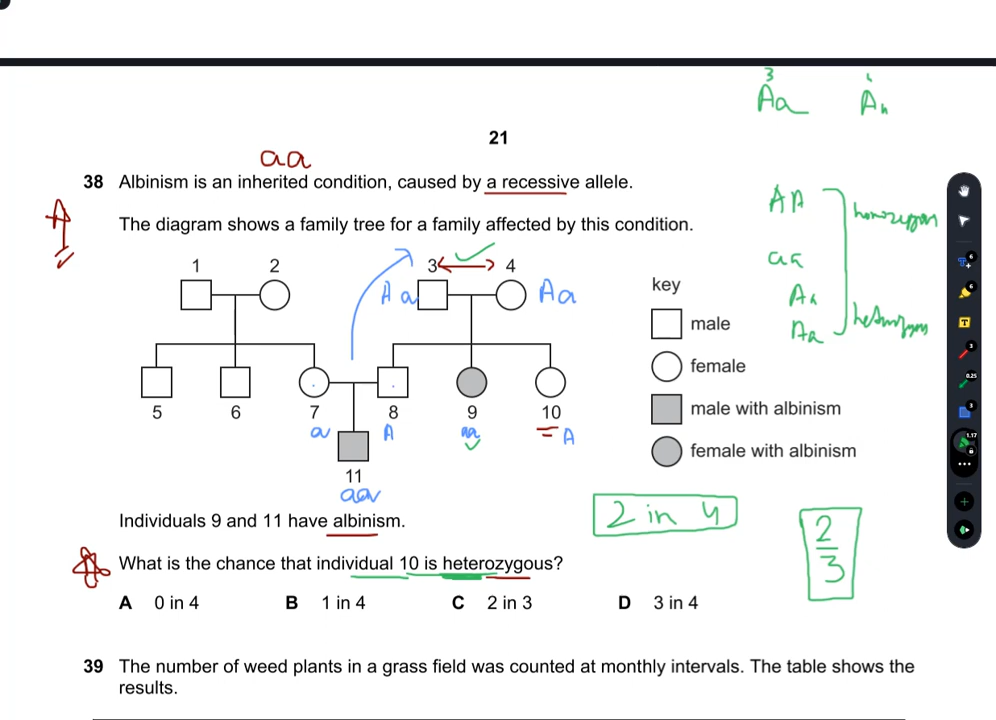 3
Aa A
21
aa
38 Albinism is an inherited condition, caused by a recessive allele.
AA
The diagram shows a family tree for a family affected by this condition.
aa
1 2 3 4
Aa Aa
key
Aa
male
female
5 6 7 8 9 10
a A aa A
male with albinism
female with albinism
11
aa
Individuals 9 and 11 have albinism.
2 in 4
2
3
What is the chance that individual 10 is heterozygous?
A 0 in 4 B 1 in 4 C 2 in 3 D 3 in 4
39 The number of weed plants in a grass field was counted at monthly intervals. The table shows the
results.